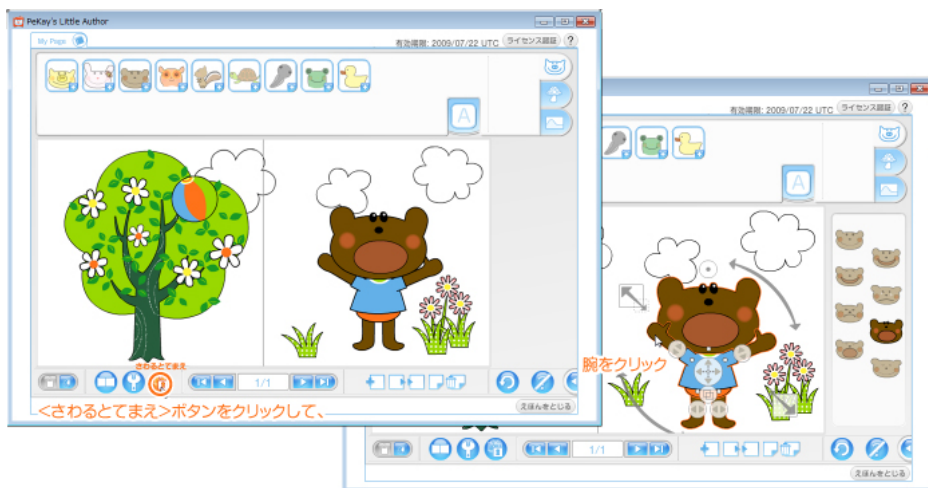 PeKay's Little Author
My Page
有効期限: 2009/07/22 UTC
ライセンス認証
?
A
さわるとてまえ
1/1
<さわるとてまえ>ボタンをクリックして、
えほんをとじる
有効期限: 2009/07/22 UTC
ライセンス認証
?
A
腕をクリック
1/1
えほんをとじる